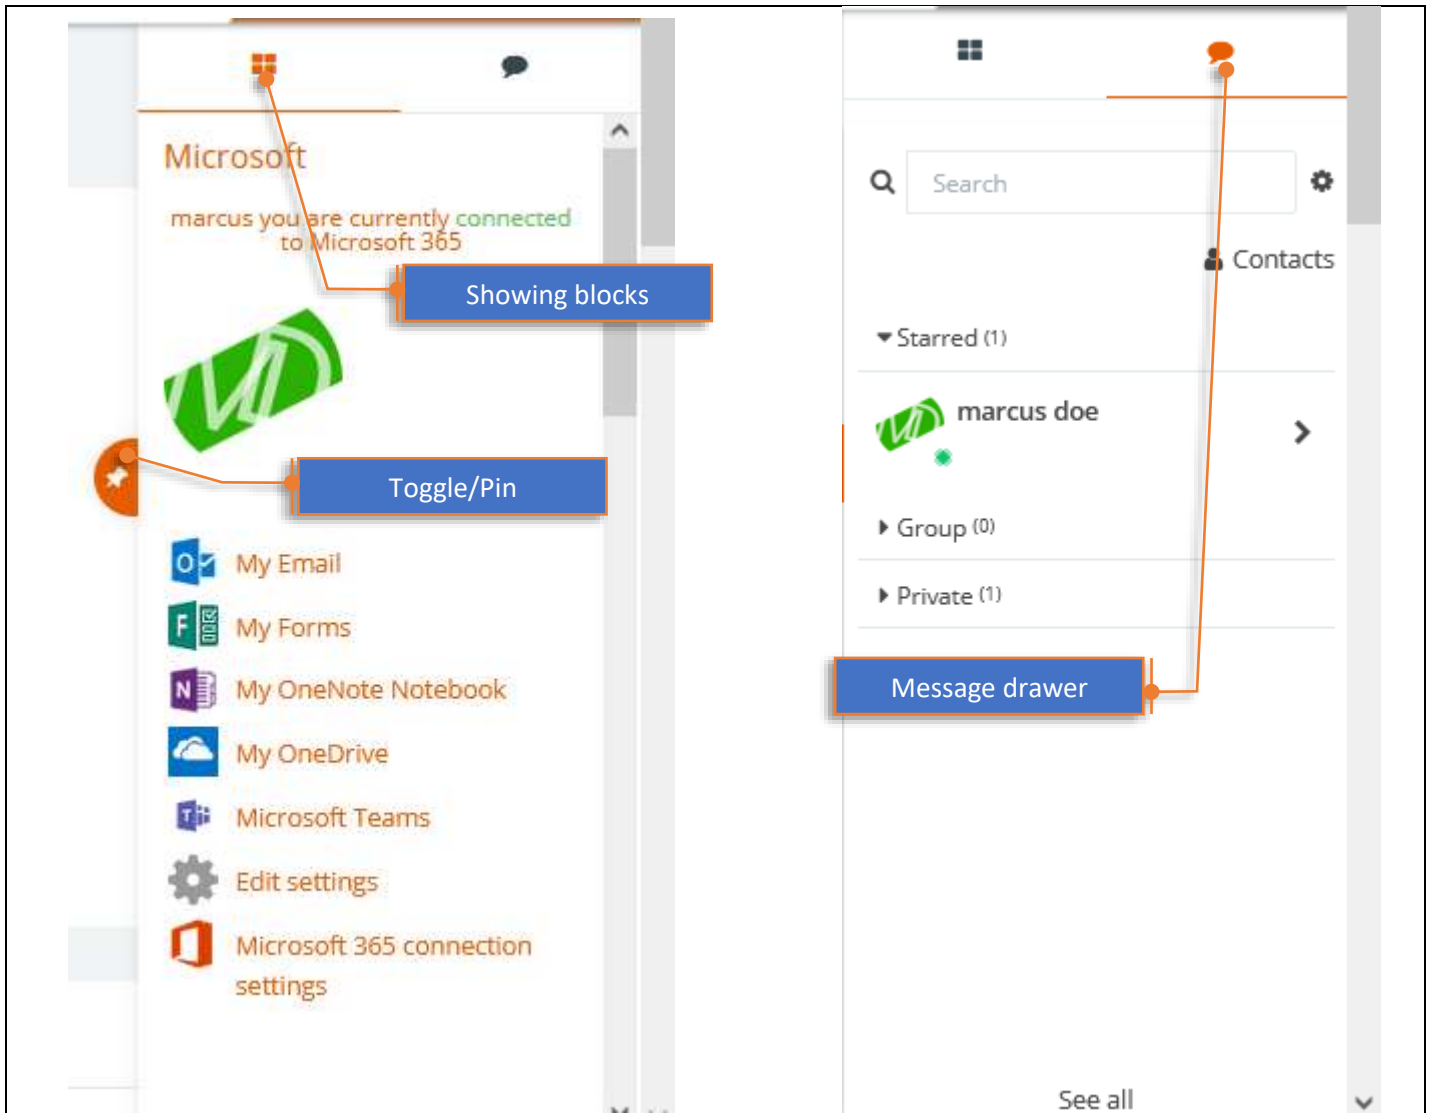 Microsoft
marcus you are currently connected
to Microsoft 365
Showing blocks
Toggle/Pin
My Email
My Forms
My OneNote Notebook
My OneDrive
Microsoft Teams
Edit settings
Microsoft 365 connection
settings
Search
Contacts
Starred (1)
marcus doe
Group (0)
Private (1)
Message drawer
See all